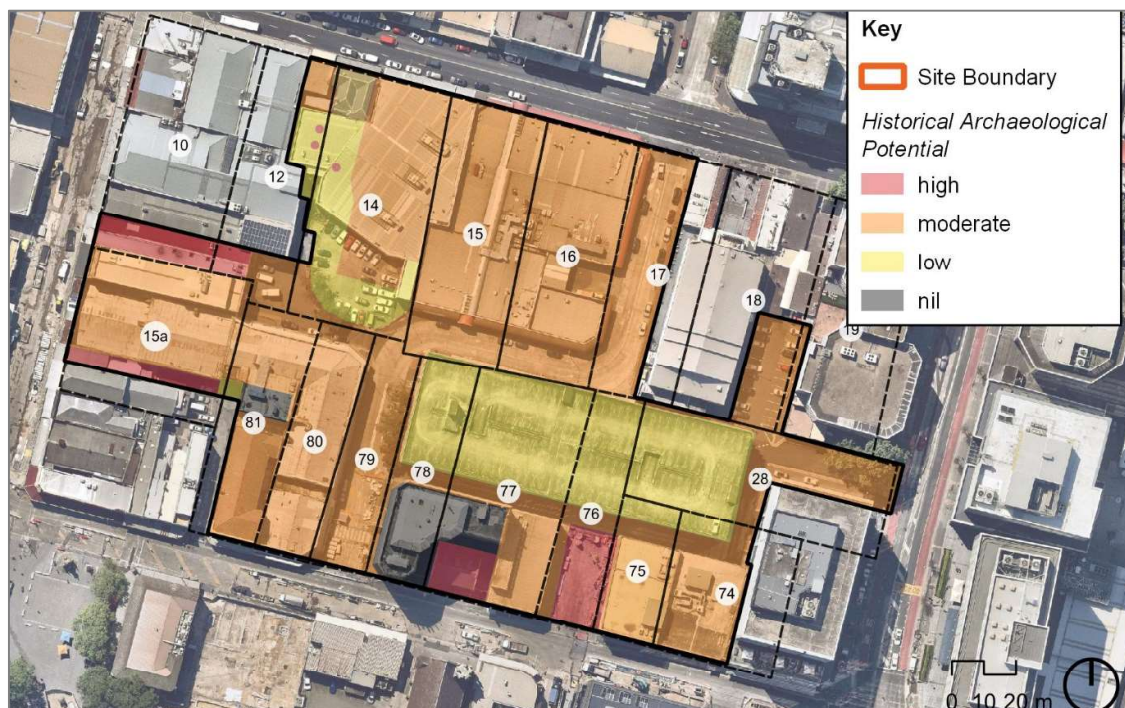 Key
Site Boundary
Historical Archaeological
Potential
high
moderate
low
nil
10
12
14
15
16
17
18
19
15a
81
80
79
78
77
76
75
74
28
0 10 20 m